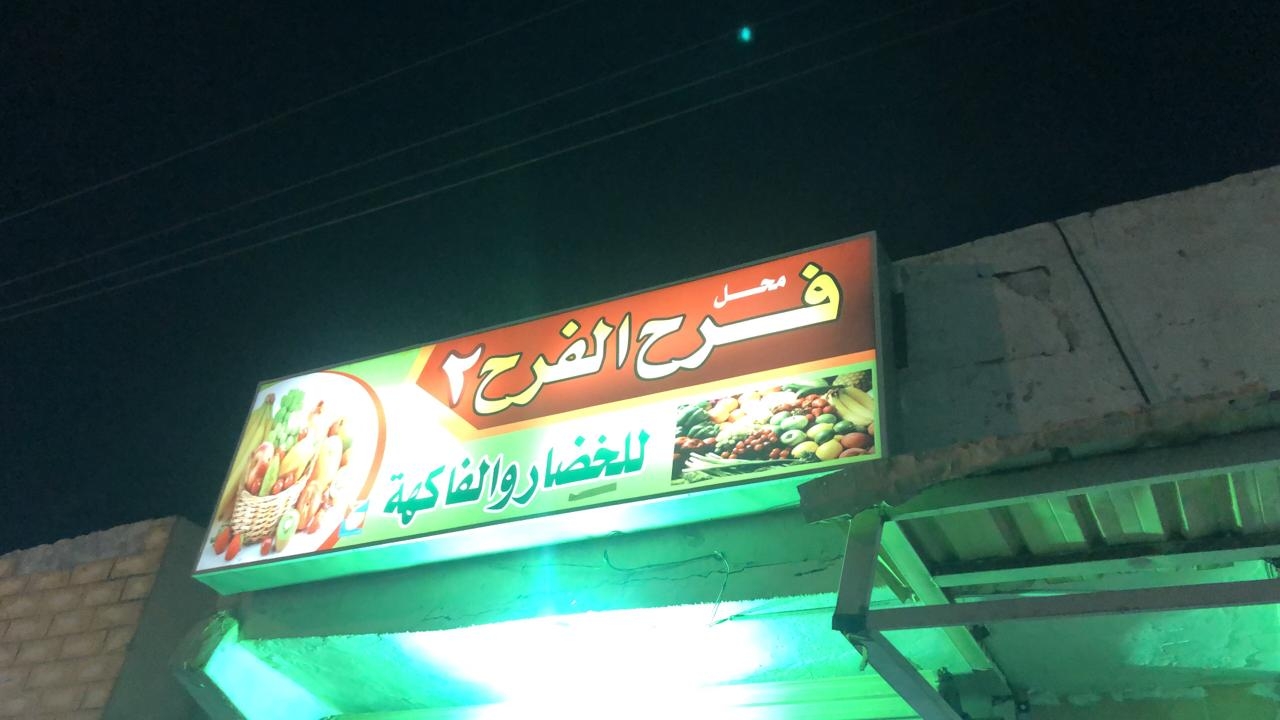 محل
فرح الفرح ٢
للخضار والفاكهة